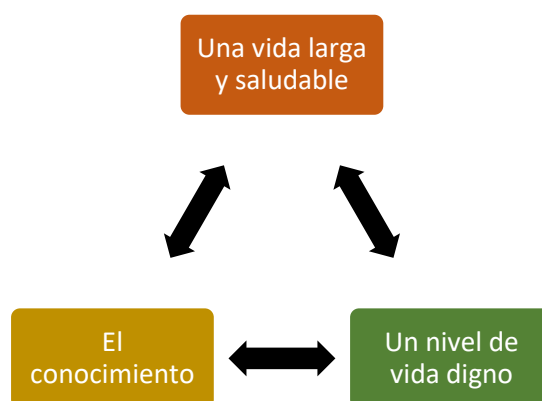 Una vida larga
y saludable
El
conocimiento
Un nivel de
vida digno